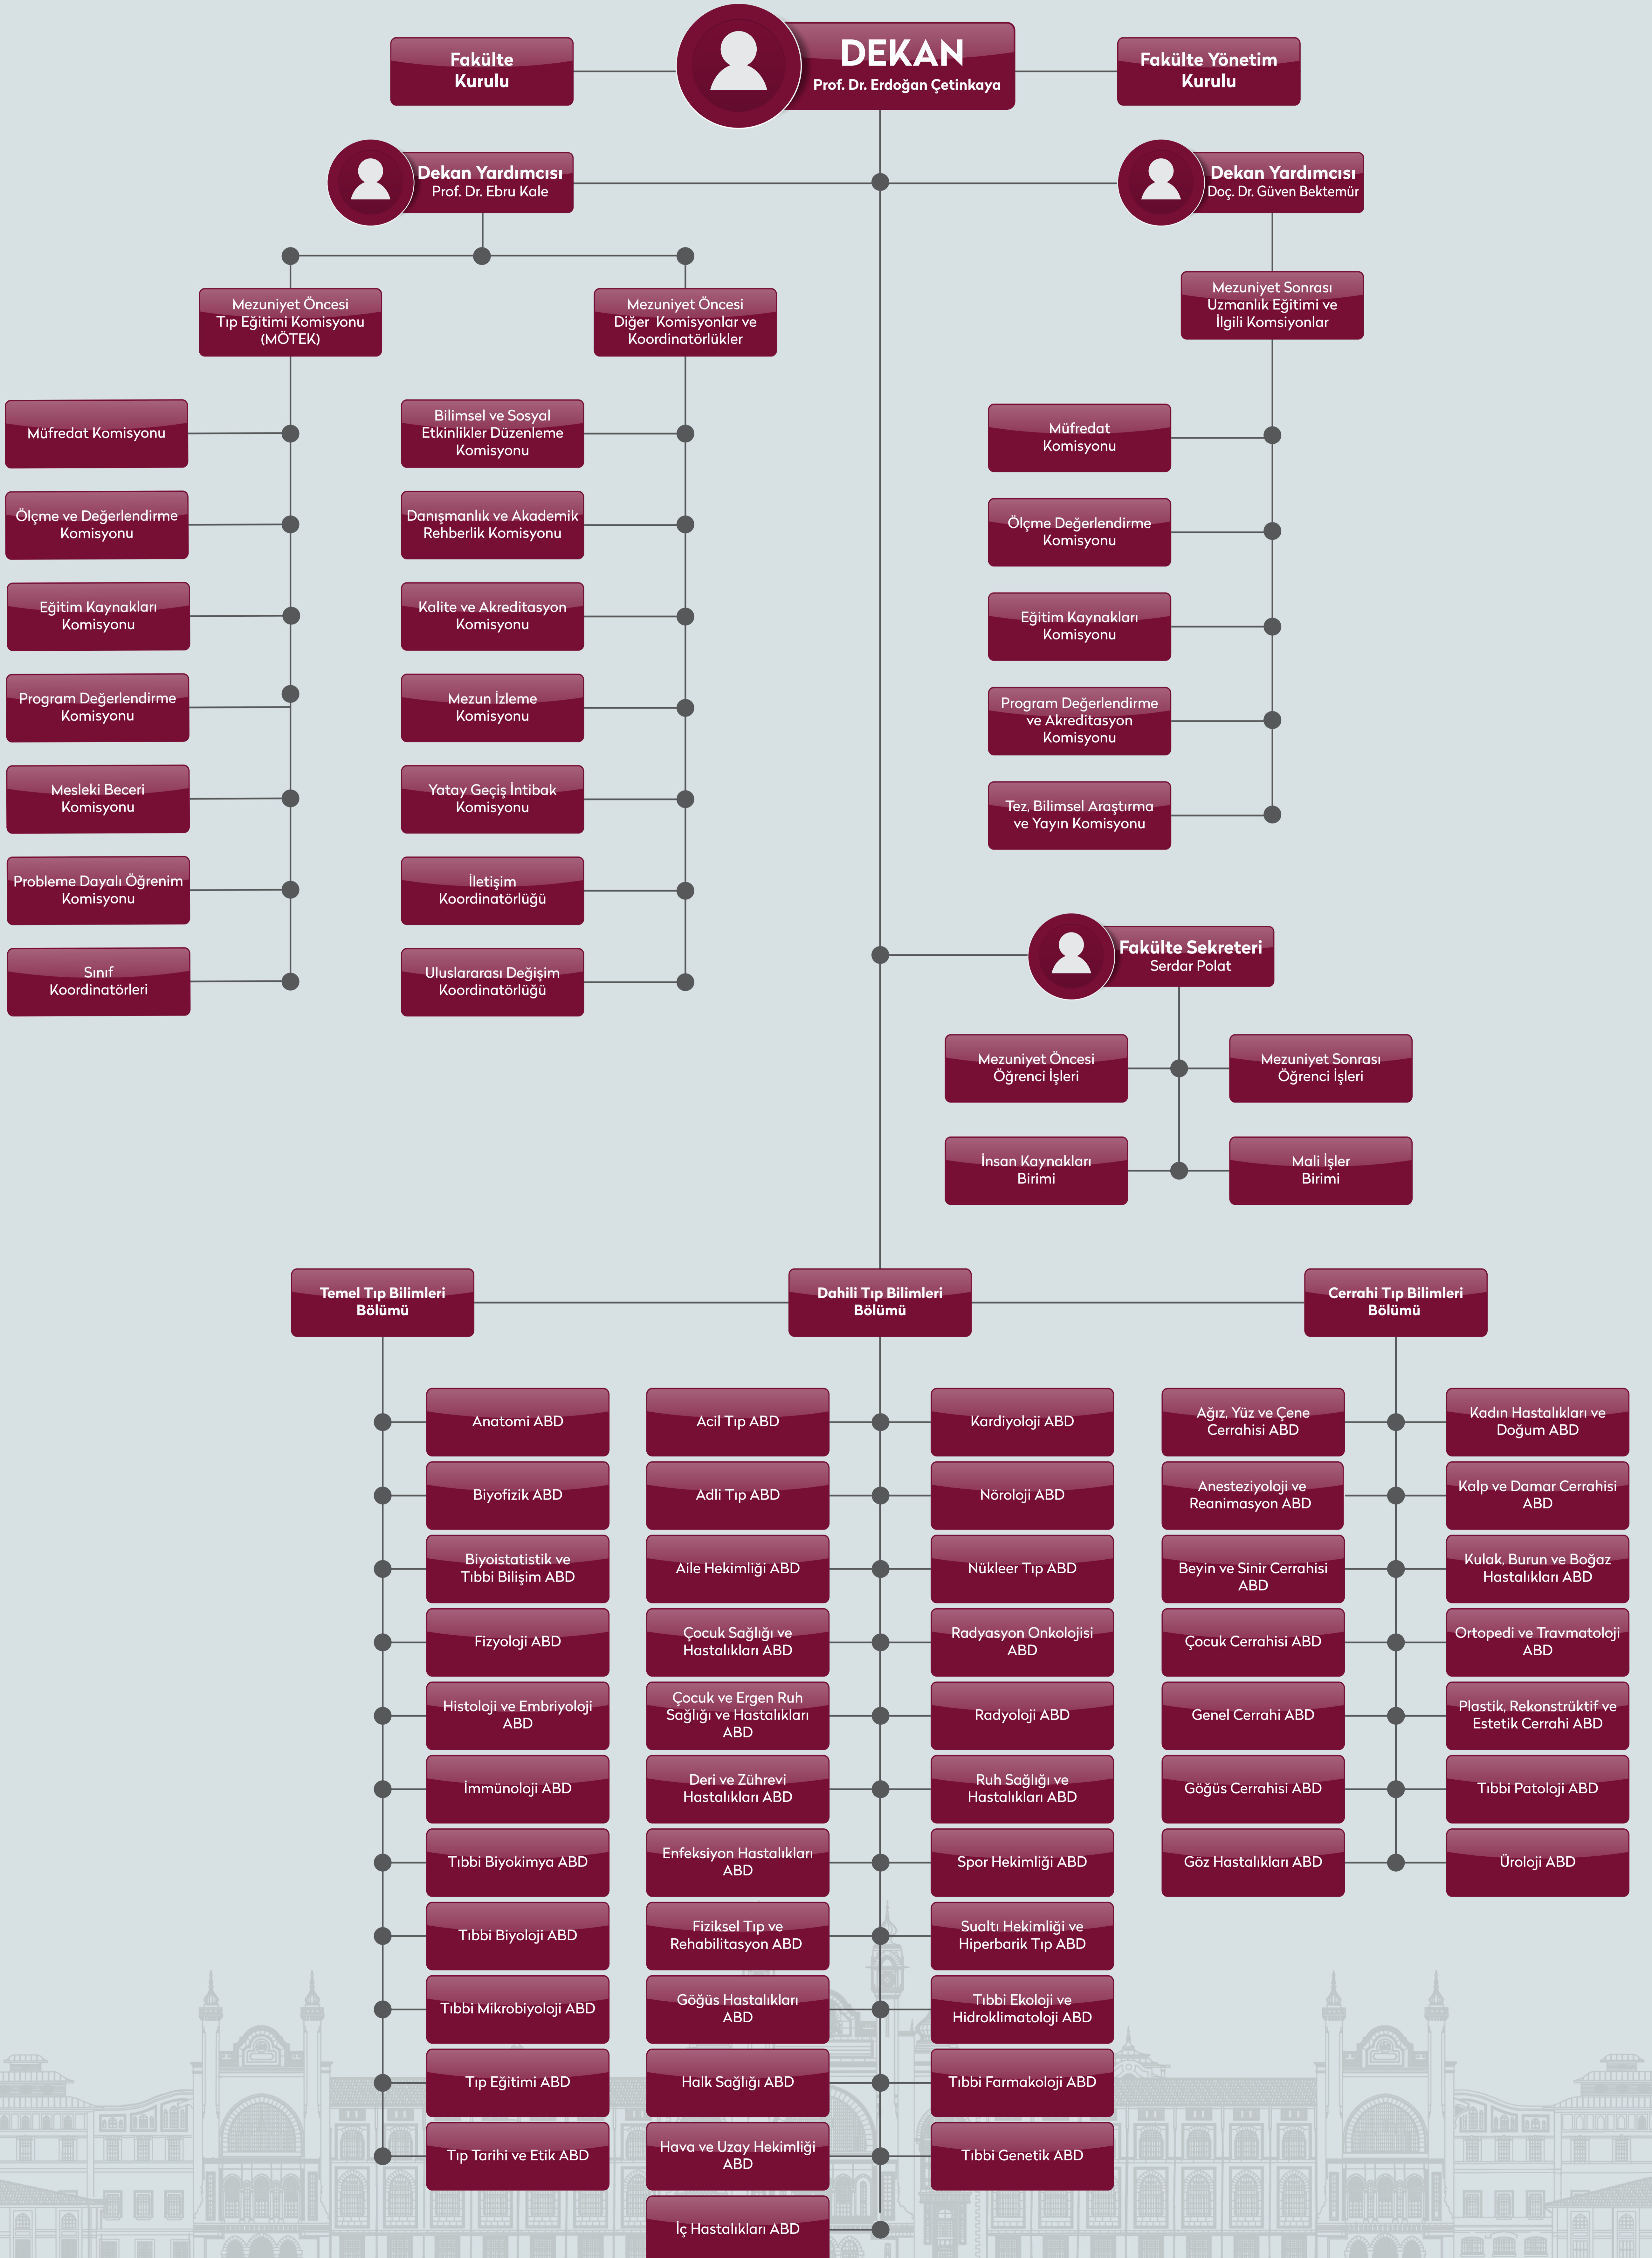 Fakülte
Kurulu
DEKAN
Prof. Dr. Erdoğan Çetinkaya
Fakülte Yönetim
Kurulu
Dekan Yardımcısı
Prof. Dr. Ebru Kale
Dekan Yardımcısı
Doç. Dr. Güven Bektemür
Mezuniyet Öncesi
Tıp Eğitimi Komisyonu
(MÖTEK)
Mezuniyet Öncesi
Diğer Komisyonlar ve
Koordinatörlükler
Mezuniyet Sonrası
Uzmanlık Eğitimi ve
İlgili Komsiyonlar
Müfredat Komisyonu
Ölçme ve Değerlendirme
Komisyonu
Eğitim Kaynakları
Komisyonu
Program Değerlendirme
Komisyonu
Mesleki Beceri
Komisyonu
Probleme Dayalı Öğrenim
Komisyonu
Sınıf
Koordinatörleri
Bilimsel ve Sosyal
Etkinlikler Düzenleme
Komisyonu
Danışmanlık ve Akademik
Rehberlik Komisyonu
Kalite ve Akreditasyon
Komisyonu
Mezun İzleme
Komisyonu
Yatay Geçiş İntibak
Komisyonu
İletişim
Koordinatörlüğü
Uluslararası Değişim
Koordinatörlüğü
Müfredat
Komisyonu
Ölçme Değerlendirme
Komisyonu
Eğitim Kaynakları
Komisyonu
Program Değerlendirme
ve Akreditasyon
Komisyonu
Tez, Bilimsel Araştırma
ve Yayın Komisyonu
Fakülte Sekreteri
Serdar Polat
Mezuniyet Öncesi
Öğrenci İşleri
Mezuniyet Sonrası
Öğrenci İşleri
İnsan Kaynakları
Birimi
Mali İşler
Birimi
Temel Tıp Bilimleri
Bölümü
Dahili Tıp Bilimleri
Bölümü
Cerrahi Tıp Bilimleri
Bölümü
Anatomi ABD
Biyofizik ABD
Biyoistatistik ve
Tıbbi Bilişim ABD
Fizyoloji ABD
Histoloji ve Embriyoloji
ABD
İmmünoloji ABD
Tıbbi Biyokimya ABD
Tıbbi Biyoloji ABD
Tıbbi Mikrobiyoloji ABD
Tıp Eğitimi ABD
Tıp Tarihi ve Etik ABD
Acil Tıp ABD
Adli Tıp ABD
Aile Hekimliği ABD
Çocuk Sağlığı ve
Hastalıkları ABD
Çocuk ve Ergen Ruh
Sağlığı ve Hastalıkları
ABD
Deri ve Zührevi
Hastalıkları ABD
Enfeksiyon Hastalıkları
ABD
Fiziksel Tıp ve
Rehabilitasyon ABD
Göğüs Hastalıkları
ABD
Halk Sağlığı ABD
Hava ve Uzay Hekimliği
ABD
İç Hastalıkları ABD
Kardiyoloji ABD
Nöroloji ABD
Nükleer Tıp ABD
Radyasyon Onkolojisi
ABD
Radyoloji ABD
Ruh Sağlığı ve
Hastalıkları ABD
Spor Hekimliği ABD
Sualtı Hekimliği ve
Hiperbarik Tıp ABD
Tıbbi Ekoloji ve
Hidroklimatoloji ABD
Tıbbi Farmakoloji ABD
Tıbbi Genetik ABD
Ağız, Yüz ve Çene
Cerrahisi ABD
Anesteziyoloji ve
Reanimasyon ABD
Beyin ve Sinir Cerrahisi
ABD
Çocuk Cerrahisi ABD
Genel Cerrahi ABD
Göğüs Cerrahisi ABD
Göz Hastalıkları ABD
Kadın Hastalıkları ve
Doğum ABD
Kalp ve Damar Cerrahisi
ABD
Kulak, Burun ve Boğaz
Hastalıkları ABD
Ortopedi ve Travmatoloji
ABD
Plastik, Rekonstrüktif ve
Estetik Cerrahi ABD
Tıbbi Patoloji ABD
Üroloji ABD